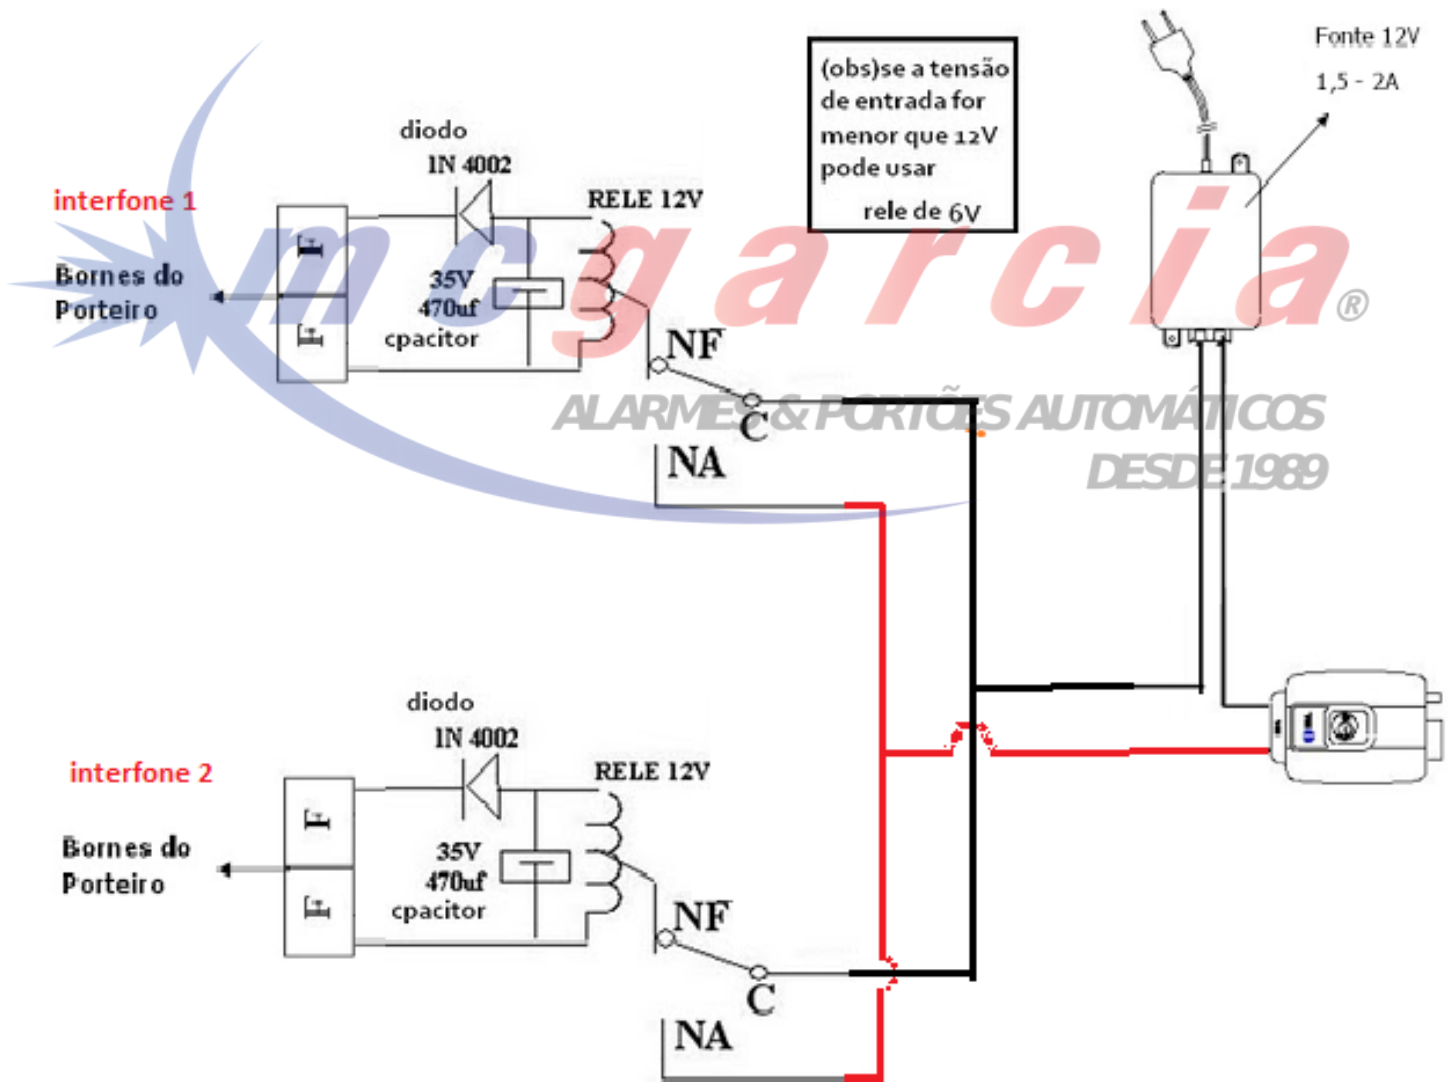 (obs)se a tensão
de entrada for
menor que 12V
pode usar
rele de 6V
Fonte 12V
1,5 - 2A
diodo
1N 4002
interfone 1
RELE 12V
F
Bornes do
Porteiro
35V
470uf
cpacitor
F
NF
C
NA
mcgarcia®
ALARMES & PORTÕES AUTOMÁTICOS
DESDE 1989
diodo
1N 4002
interfone 2
RELE 12V
F
Bornes do
Porteiro
35V
470uf
cpacitor
F
NF
C
NA